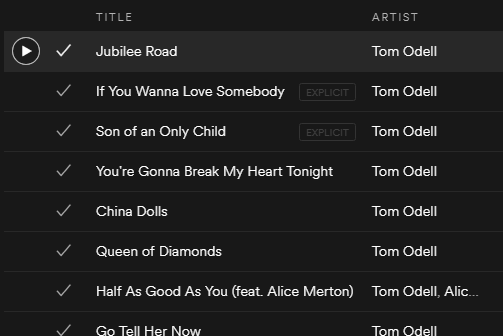 TITLE ARTIST
Jubilee Road Tom Odell
If You Wanna Love Somebody EXPLICIT Tom Odell
Son of an Only Child EXPLICIT Tom Odell
You're Gonna Break My Heart Tonight Tom Odell
China Dolls Tom Odell
Queen of Diamonds Tom Odell
Half As Good As You (feat. Alice Merton) Tom Odell, Alic...
Go Tell Her Now Tom Odell